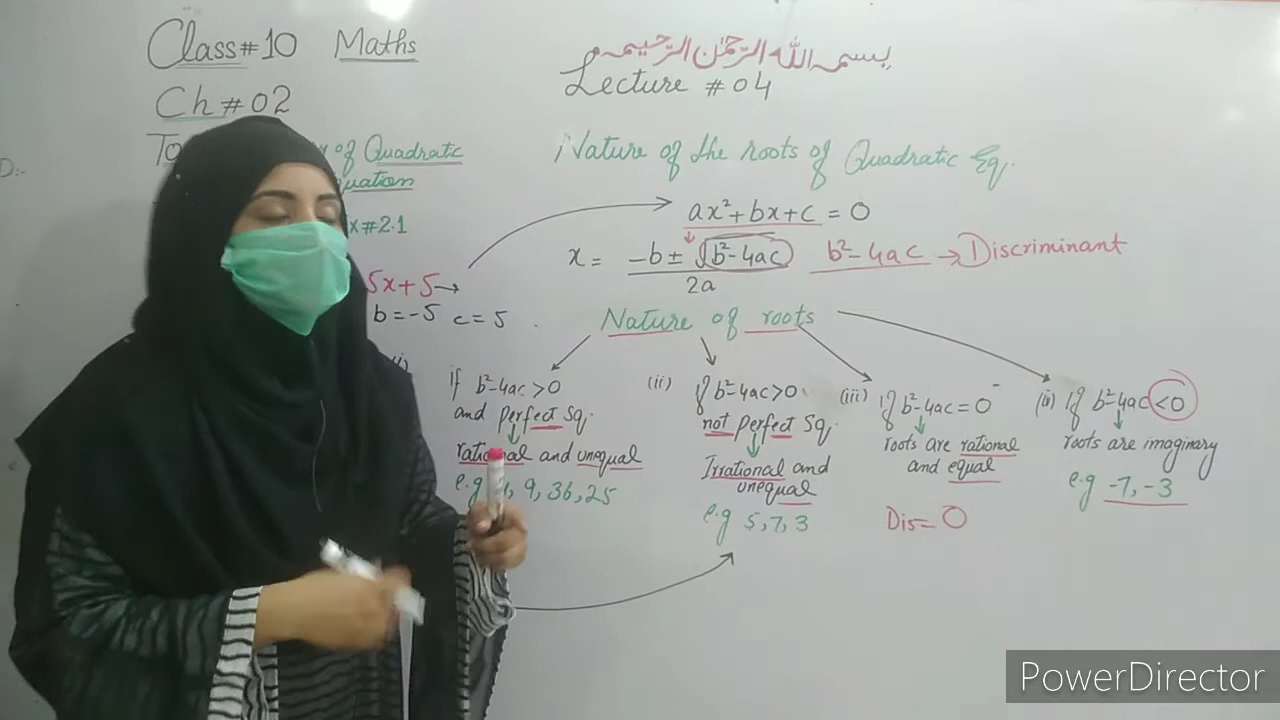 Class#10 Maths
بسم الله الرحمن الرحيم
Lecture #04
Ch#02
of Quadratic
Nature of the roots of Quadratic Eq.
ax²+bx+c=0
x#2.1
x = -b±√b²-4ac / 2a
b²-4ac → Discriminant
5x+5→
b=-5 c=5
Nature of roots
if b²-4ac>0
and perfect Sq.
rational and unequal
e.g 9,36,25
(ii) if b²-4ac>0
not perfect Sq.
Irrational and
unequal
e.g 5,7,3
(iii) if b²-4ac=0
roots are rational
and equal
Dis=0
if b²-4ac<0
roots are imaginary
e.g -7,-3
D:-
PowerDirector